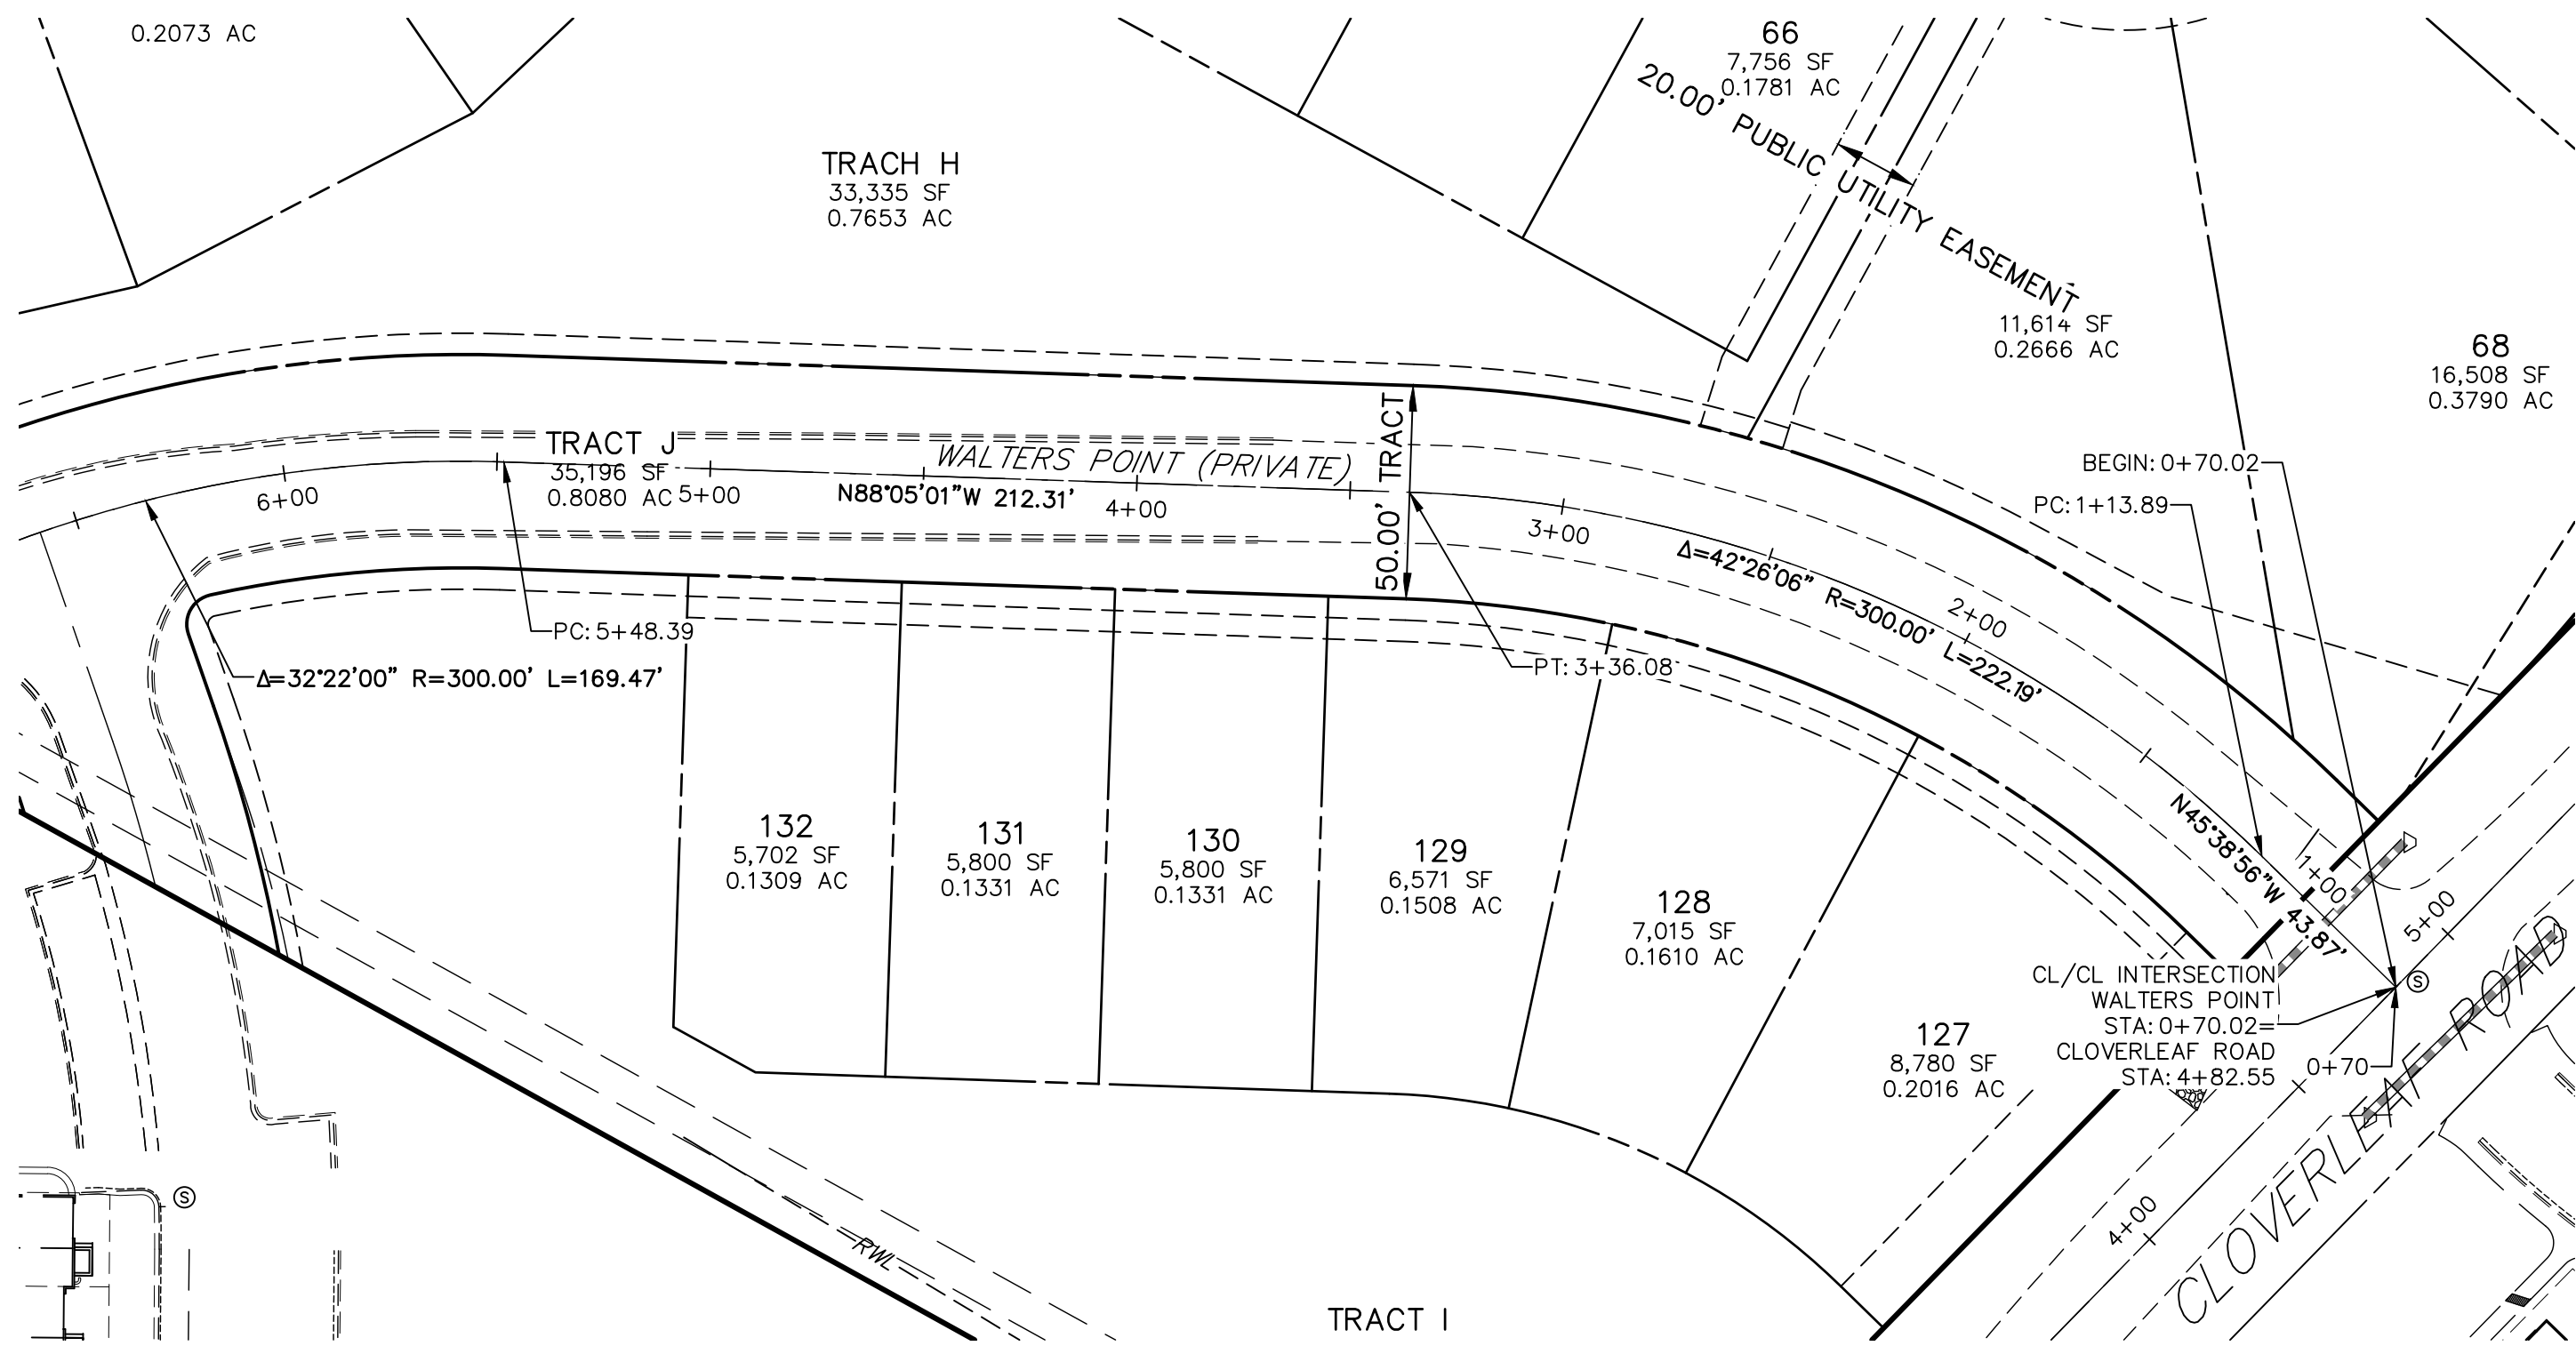 0.2073 AC
66
7,756 SF
0.1781 AC
20.00' PUBLIC UTILITY EASEMENT
TRACH H
33,335 SF
0.7653 AC
11,614 SF
0.2666 AC
68
16,508 SF
0.3790 AC
TRACT J
35,196 SF
0.8080 AC
WALTERS POINT (PRIVATE)
50.00' TRACT
6+00
5+00
N88°05'01"W 212.31'
4+00
3+00
Δ=42°26'06" R=300.00' L=222.19'
2+00
BEGIN: 0+70.02
PC: 1+13.89
PC: 5+48.39
PT: 3+36.08
Δ=32°22'00" R=300.00' L=169.47'
132
5,702 SF
0.1309 AC
131
5,800 SF
0.1331 AC
130
5,800 SF
0.1331 AC
129
6,571 SF
0.1508 AC
128
7,015 SF
0.1610 AC
127
8,780 SF
0.2016 AC
N45°38'56"W 43.87'
1+00
5+00
S
CL/CL INTERSECTION
WALTERS POINT
STA: 0+70.02=
CLOVERLEAF ROAD
STA: 4+82.55
0+70
CLOVERLEAF ROAD
4+00
S
RWL
TRACT I